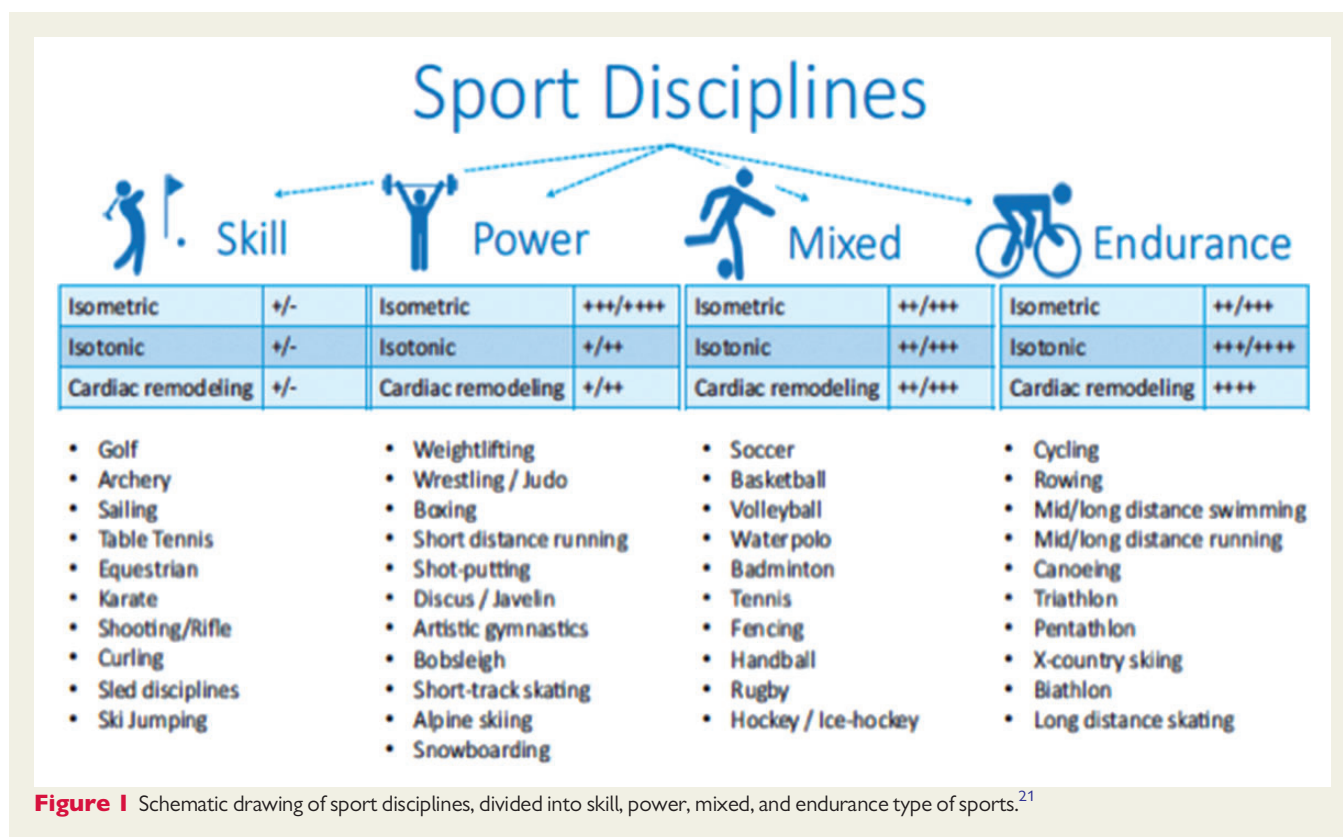 Sport Disciplines
Skill
Isometric +/-
Isotonic +/-
Cardiac remodeling +/-
• Golf
• Archery
• Sailing
• Table Tennis
• Equestrian
• Karate
• Shooting/Rifle
• Curling
• Sled disciplines
• Ski Jumping
Power
Isometric +++/++++
Isotonic +/++
Cardiac remodeling +/++
• Weightlifting
• Wrestling / Judo
• Boxing
• Short distance running
• Shot-putting
• Discus / Javelin
• Artistic gymnastics
• Bobsleigh
• Short-track skating
• Alpine skiing
• Snowboarding
Mixed
Isometric ++/+++
Isotonic ++/+++
Cardiac remodeling ++/+++
• Soccer
• Basketball
• Volleyball
• Waterpolo
• Badminton
• Tennis
• Fencing
• Handball
• Rugby
• Hockey / Ice-hockey
Endurance
Isometric ++/+++
Isotonic +++/++++
Cardiac remodeling ++++
• Cycling
• Rowing
• Mid/long distance swimming
• Mid/long distance running
• Canoeing
• Triathlon
• Pentathlon
• X-country skiing
• Biathlon
• Long distance skating
Figure 1 Schematic drawing of sport disciplines, divided into skill, power, mixed, and endurance type of sports.21